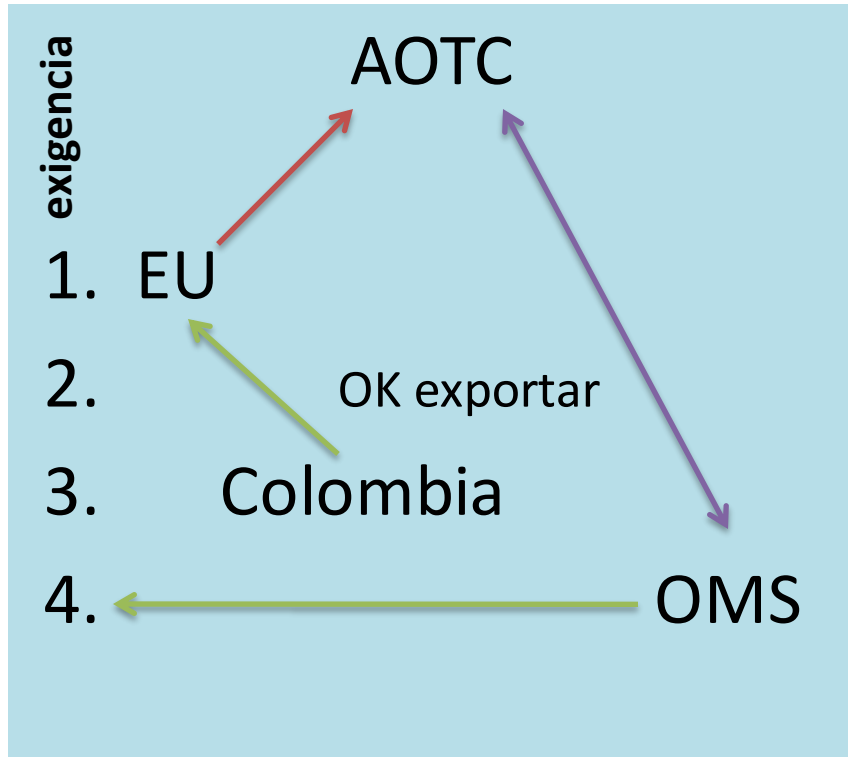 exigencia
AOTC
1. EU
2. OK exportar
3. Colombia
4. OMS